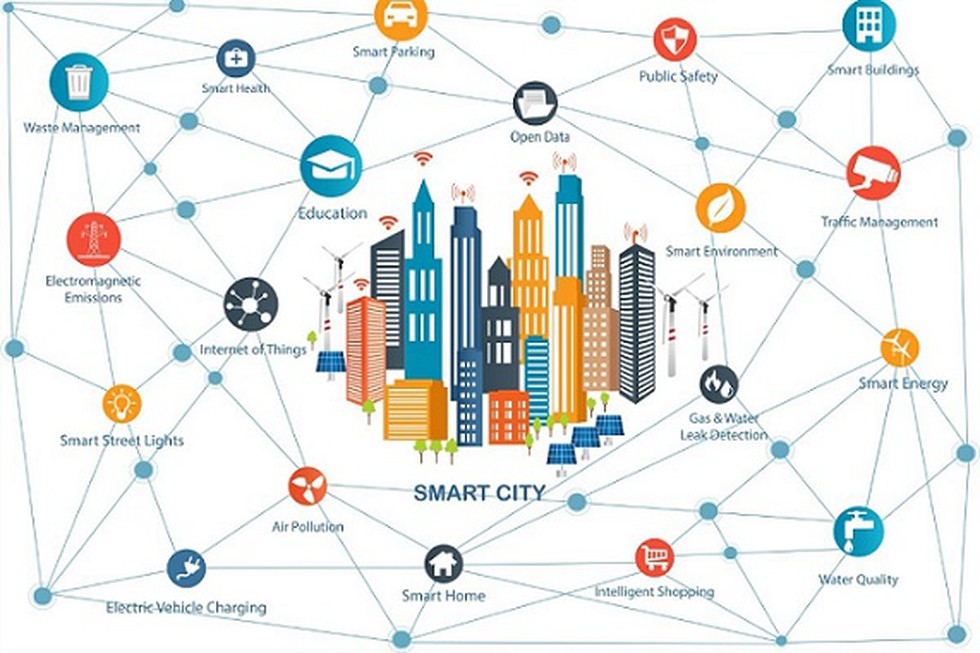 Smart Parking
Public Safety
Smart Buildings
Smart Health
Waste Management
Open Data
Education
Traffic Management
Smart Environment
Electromagnetic
Emissions
Internet of Things
Smart Energy
Gas & Water
Leak Detection
Smart Street Lights
SMART CITY
Air Pollution
Water Quality
Intelligent Shopping
Smart Home
Electric Vehicle Charging